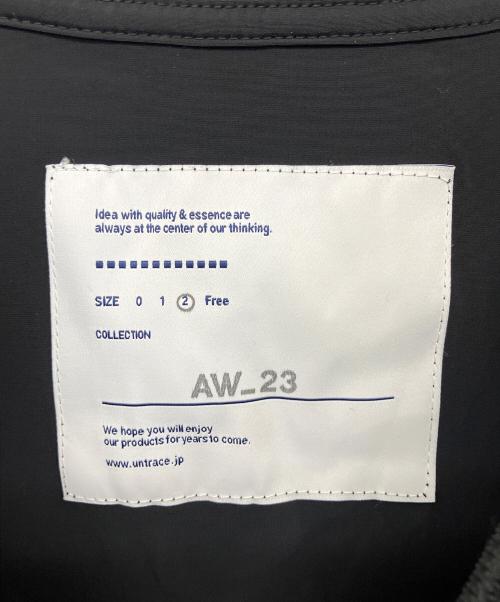 Idea with quality & essence are
always at the center of our thinking.
SIZE 0 1 2 Free
COLLECTION
AW_23
We hope you will enjoy
our products for years to come.
www.untrace.jp